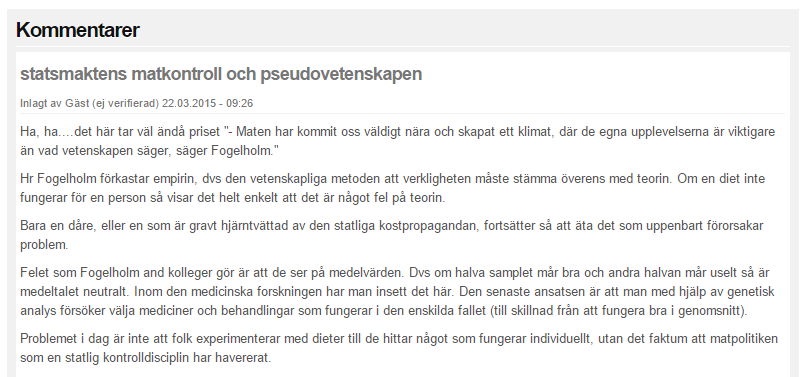 Kommentarer
statsmaktens matkontroll och pseudovetenskapen
Inlagt av Gäst (ej verifierad) 22.03.2015 - 09:26
Ha, ha....det här tar väl ändå priset "- Maten har kommit oss väldigt nära och skapat ett klimat, där de egna upplevelserna är viktigare
än vad vetenskapen säger, säger Fogelholm."
Hr Fogelholm förkastar empirin, dvs den vetenskapliga metoden att verkligheten måste stämma överens med teorin. Om en diet inte
fungerar för en person så visar det helt enkelt att det är något fel på teorin.
Bara en dåre, eller en som är gravt hjärntvättad av den statliga kostpropagandan, fortsätter så att äta det som uppenbart förorsakar
problem.
Felet som Fogelholm and kolleger gör är att de ser på medelvärden. Dvs om halva samplet mår bra och andra halvan mår uselt så är
medeltalet neutralt. Inom den medicinska forskningen har man insett det här. Den senaste ansatsen är att man med hjälp av genetisk
analys försöker välja mediciner och behandlingar som fungerar i den enskilda fallet (till skillnad från att fungera bra i genomsnitt).
Problemet i dag är inte att folk experimenterar med dieter till de hittar något som fungerar individuellt, utan det faktum att matpolitiken
som en statlig kontrolldisciplin har havererat.